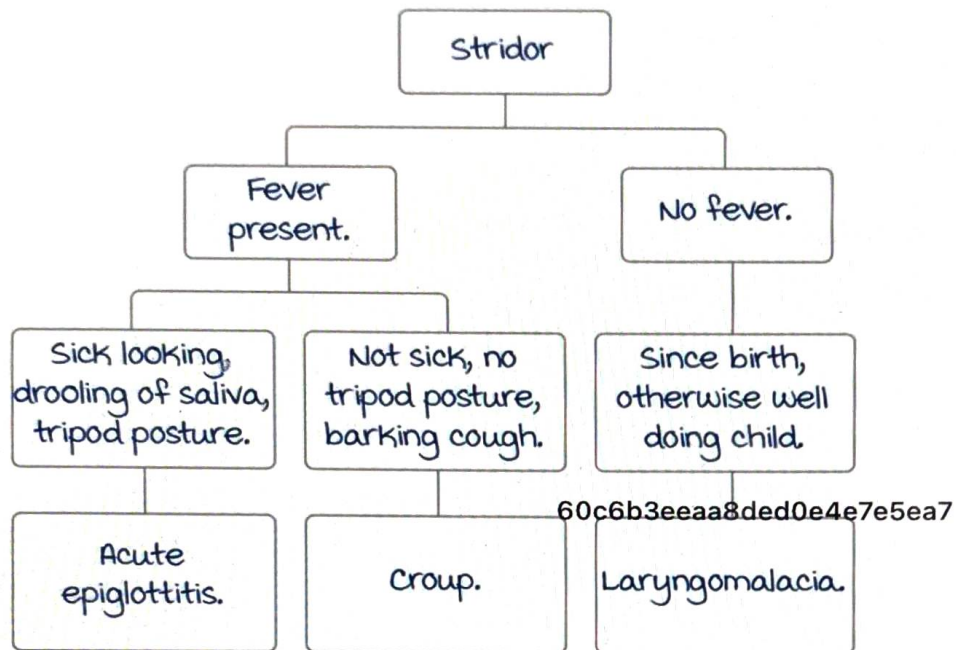 Stridor
Fever
present.
No fever.
Sick looking,
drooling of saliva,
tripod posture.
Not sick, no
tripod posture,
barking cough.
Since birth,
otherwise well
doing child.
60c6b3eeaa8ded0e4e7e5ea7
Acute
epiglottitis.
Croup.
Laryngomalacia.